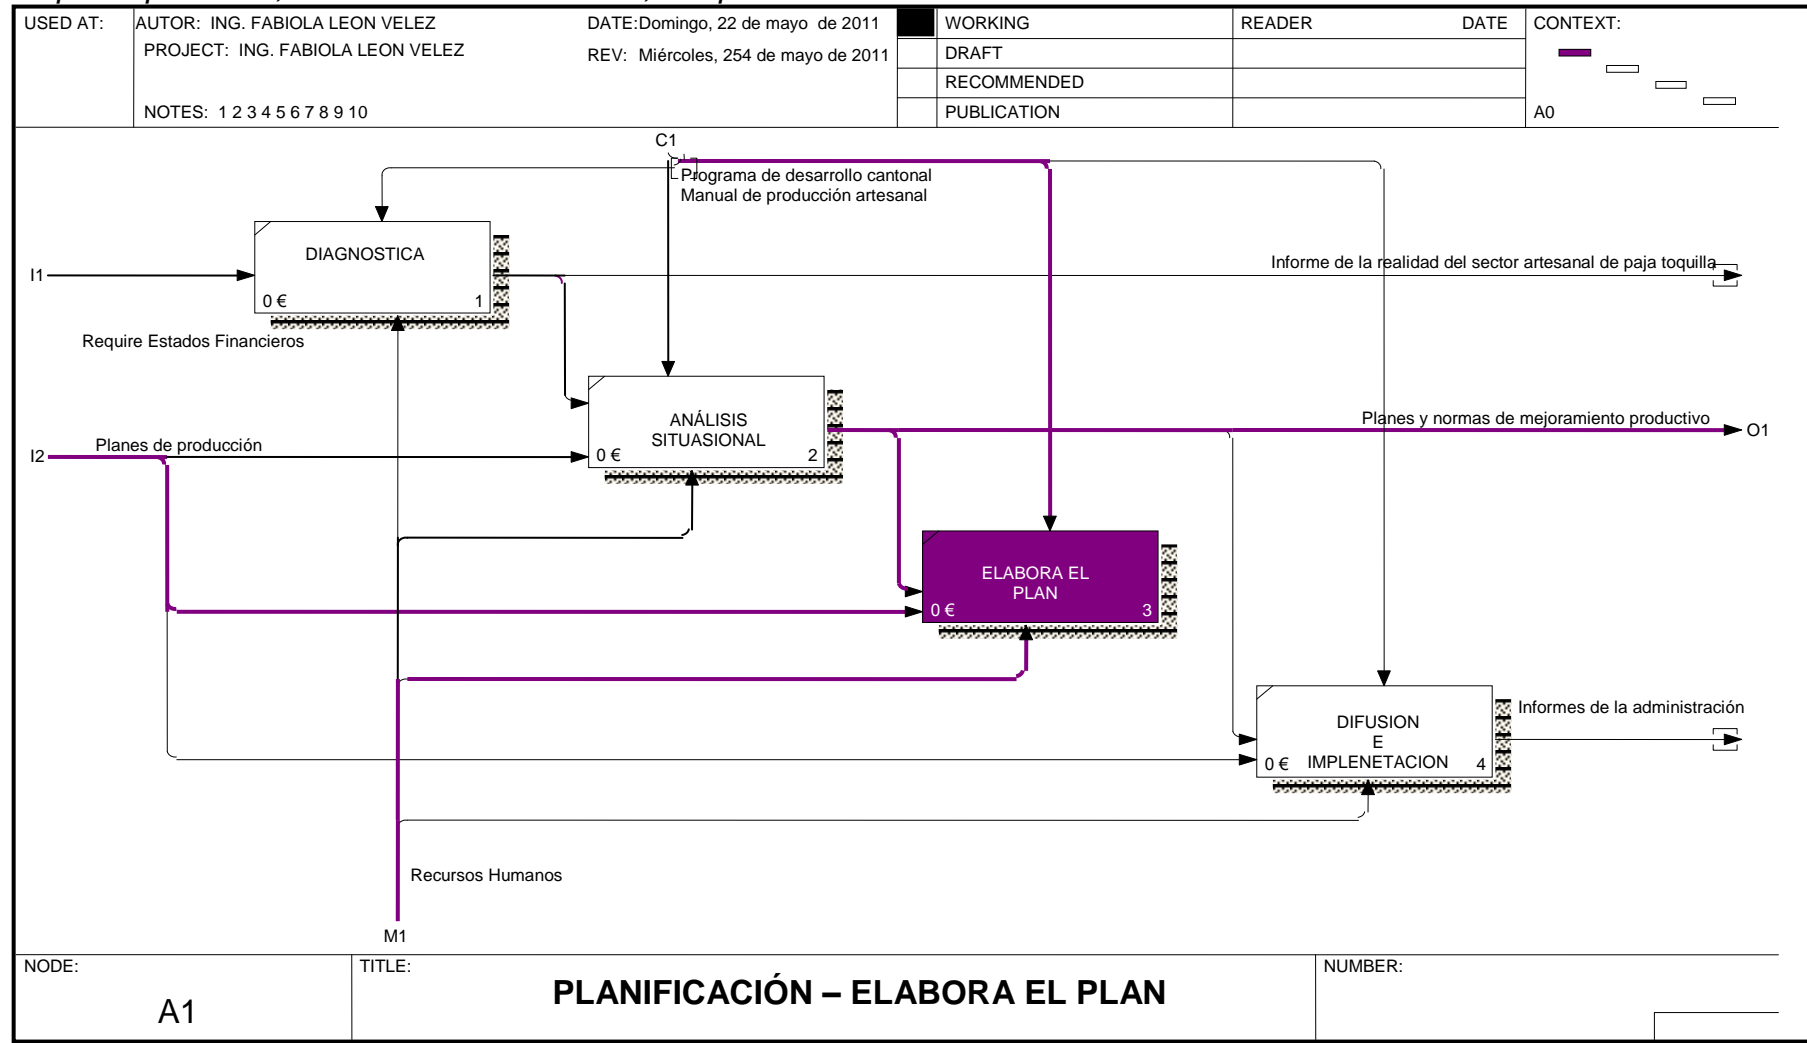 USED AT:
AUTOR: ING. FABIOLA LEON VELEZ
DATE:Domingo, 22 de mayo de 2011
WORKING
READER
DATE
CONTEXT:
PROJECT: ING. FABIOLA LEON VELEZ
REV: Miércoles, 254 de mayo de 2011
DRAFT
RECOMMENDED
NOTES: 1 2 3 4 5 6 7 8 9 10
PUBLICATION
A0
C1
Programa de desarrollo cantonal
Manual de producción artesanal
DIAGNOSTICA
0 €
1
I1
Informe de la realidad del sector artesanal de paja toquilla
Require Estados Financieros
ANÁLISIS
SITUASIONAL
0 €
2
Planes y normas de mejoramiento productivo
O1
Planes de producción
I2
ELABORA EL
PLAN
0 €
3
DIFUSION
E
IMPLENETACION
0 €
4
Informes de la administración
Recursos Humanos
M1
NODE:
A1
TITLE:
PLANIFICACIÓN – ELABORA EL PLAN
NUMBER: